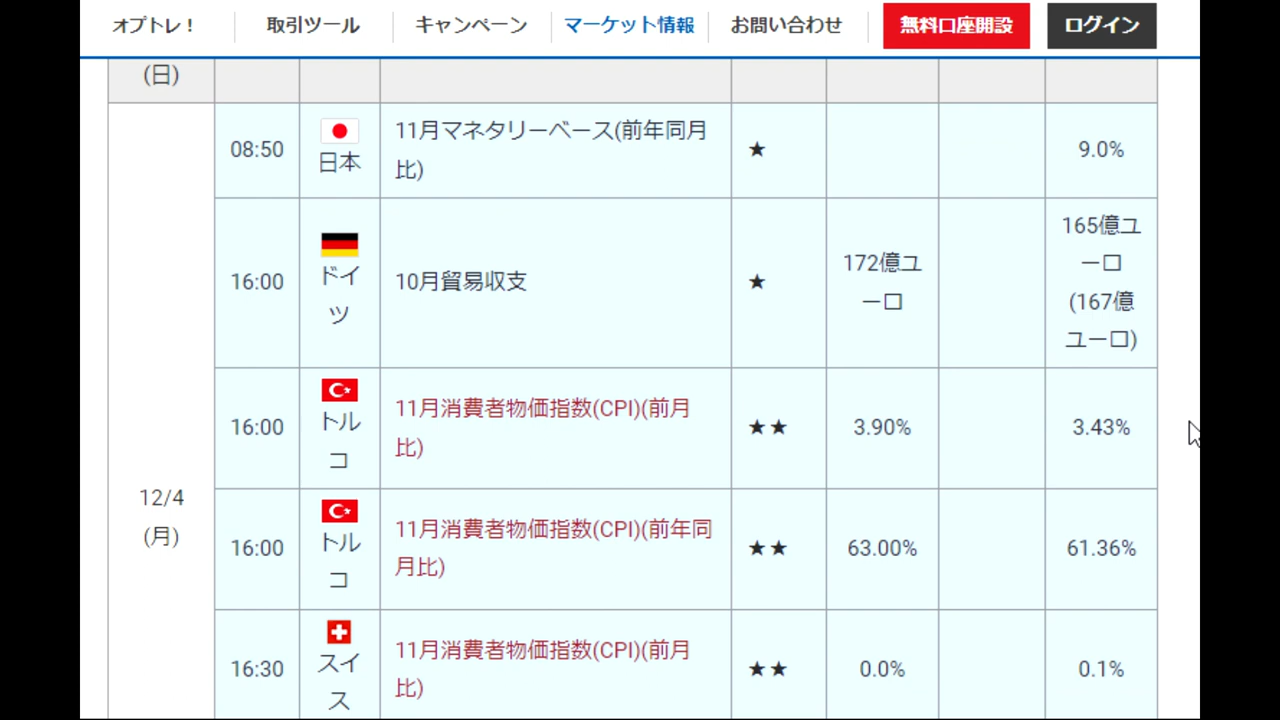 オプトレ！ 取引ツール キャンペーン マーケット情報 お問い合わせ 無料口座開設 ログイン
(日)
12/4
(月)
08:50
日本
11月マネタリーベース(前年同月
比)
★
9.0%
16:00
ドイ
ツ
10月貿易収支
★
172億ユ
ーロ
165億ユ
ーロ
(167億
ユーロ)
16:00
トル
コ
11月消費者物価指数(CPI)(前月
比)
★★
3.90%
3.43%
16:00
トル
コ
11月消費者物価指数(CPI)(前年同
月比)
★★
63.00%
61.36%
16:30
スイ
ス
11月消費者物価指数(CPI)(前月
比)
★★
0.0%
0.1%